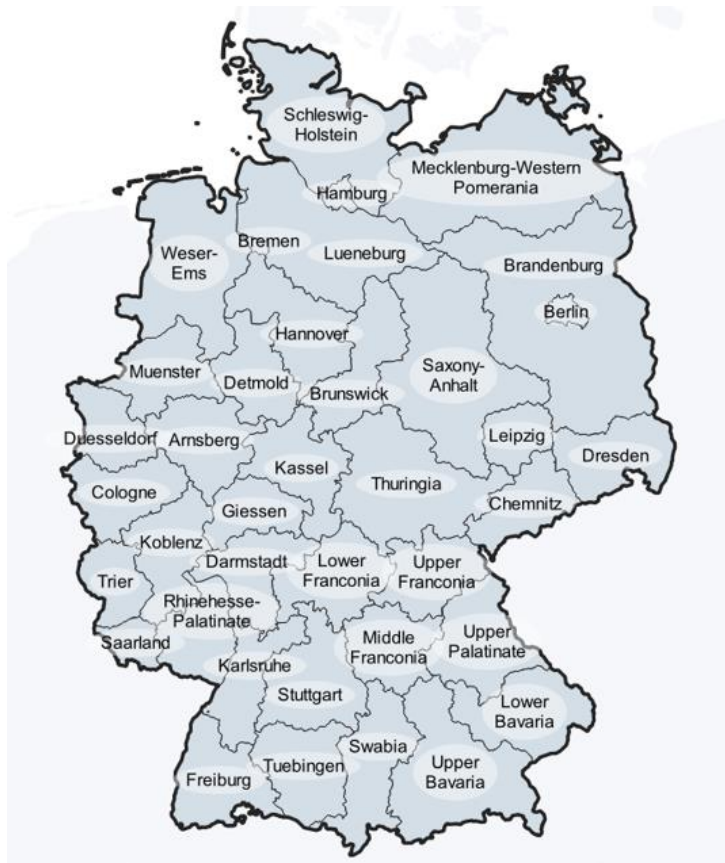 Schleswig-
Holstein
Mecklenburg-Western
Pomerania
Hamburg
Bremen
Lueneburg
Weser-
Ems
Brandenburg
Berlin
Hannover
Muenster
Detmold
Brunswick
Saxony-
Anhalt
Duesseldorf
Arnsberg
Leipzig
Dresden
Kassel
Thuringia
Cologne
Chemnitz
Giessen
Koblenz
Darmstadt
Lower
Franconia
Upper
Franconia
Trier
Rhinehesse-
Palatinate
Saarland
Middle
Franconia
Upper
Palatinate
Karlsruhe
Stuttgart
Lower
Bavaria
Swabia
Tuebingen
Upper
Bavaria
Freiburg